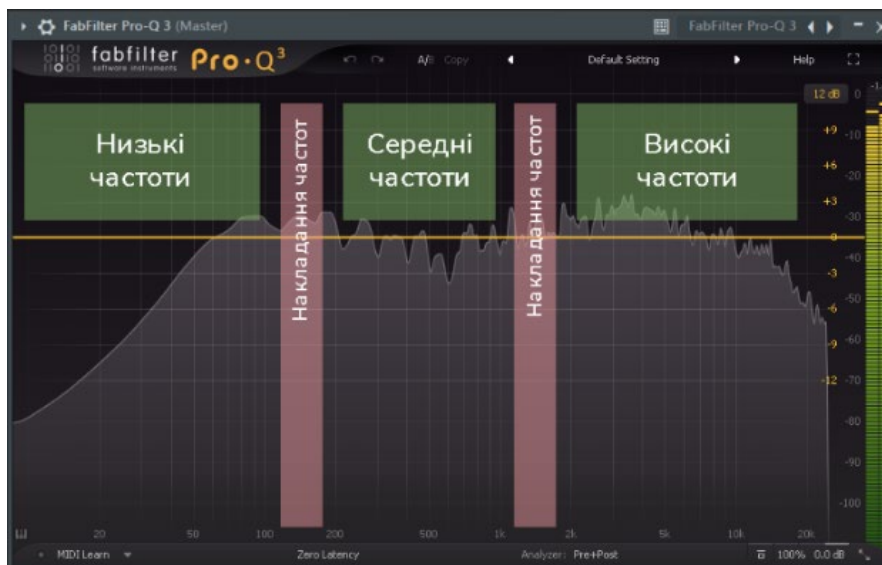 FabFilter Pro-Q 3 (Master)
FabFilter Pro-Q 3
fabfilter
software instruments
Pro·Q³
A/B Copy
Default Setting
Help
12 dB
0
Низькі
частоти
Накладання частот
Середні
частоти
Накладання частот
Високі
частоти
+9
+6
+3
0
-3
-6
-9
-12
-10
-20
-30
-40
-50
-60
-70
-80
-90
-100
20 50 100 200 500 1k 2k 5k 10k 20k
MIDI Learn
Zero Latency
Analyzer: Pre+Post
100% 0.0 dB